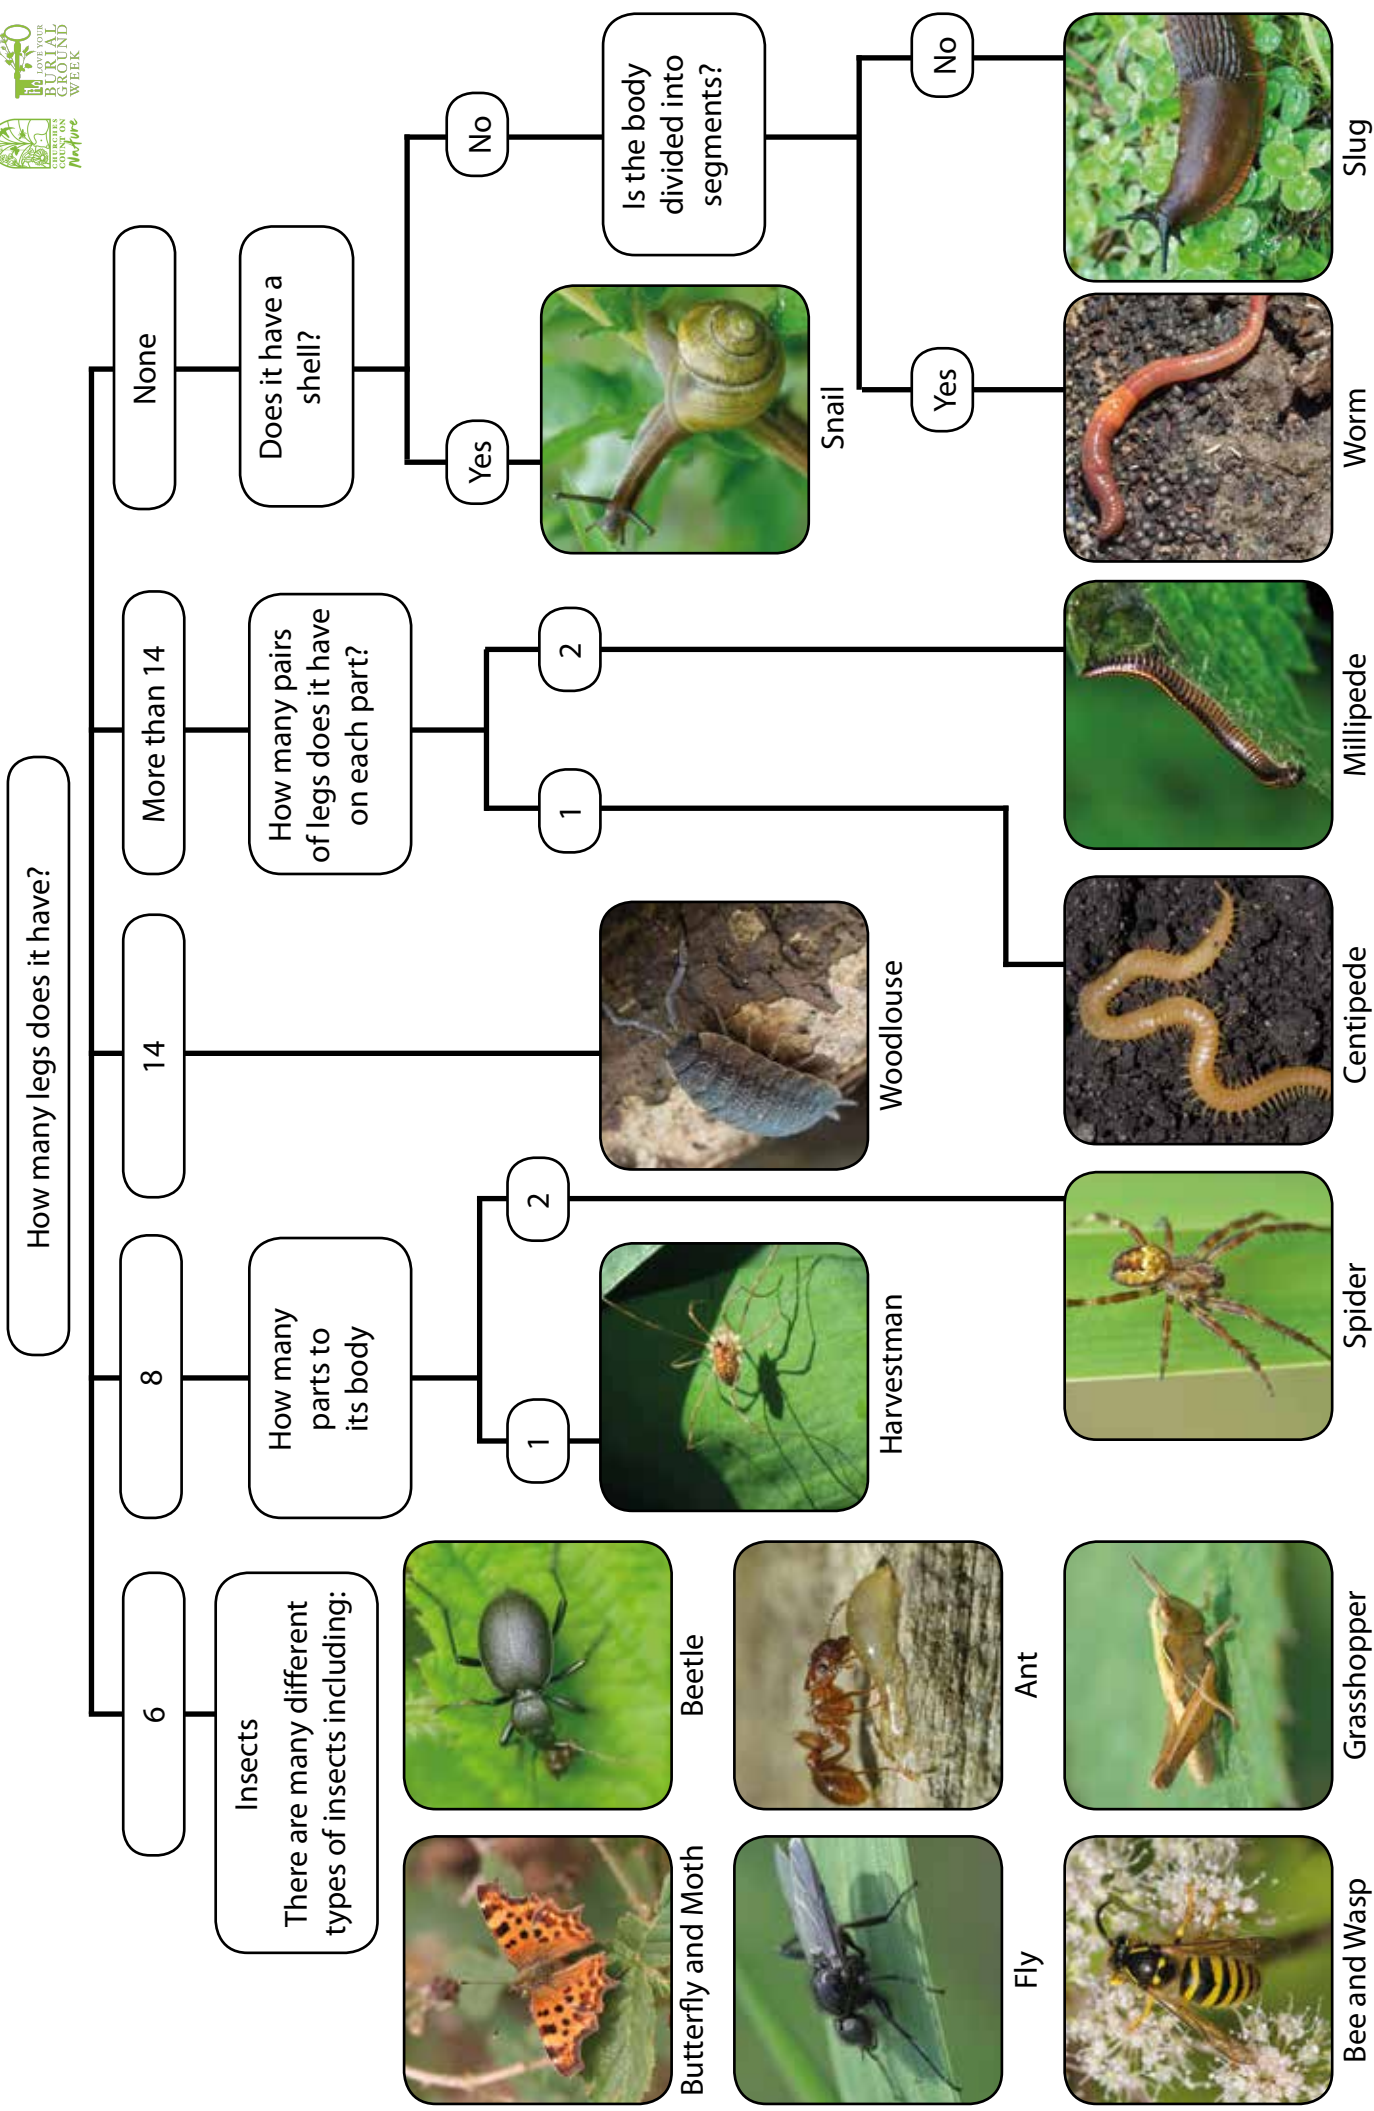 CHURCHES
COUNT ON
Nature
LOVE YOUR
BURIAL
GROUND
WEEK
How many legs does it have?
6
8
14
More than 14
None
Insects
There are many different
types of insects including:
How many
parts to
its body
How many pairs
of legs does it have
on each part?
Does it have a
shell?
1
2
1
2
Yes
No
Is the body
divided into
segments?
Yes
No
Butterfly and Moth
Beetle
Harvestman
Woodlouse
Snail
Fly
Ant
Bee and Wasp
Grasshopper
Spider
Centipede
Millipede
Worm
Slug